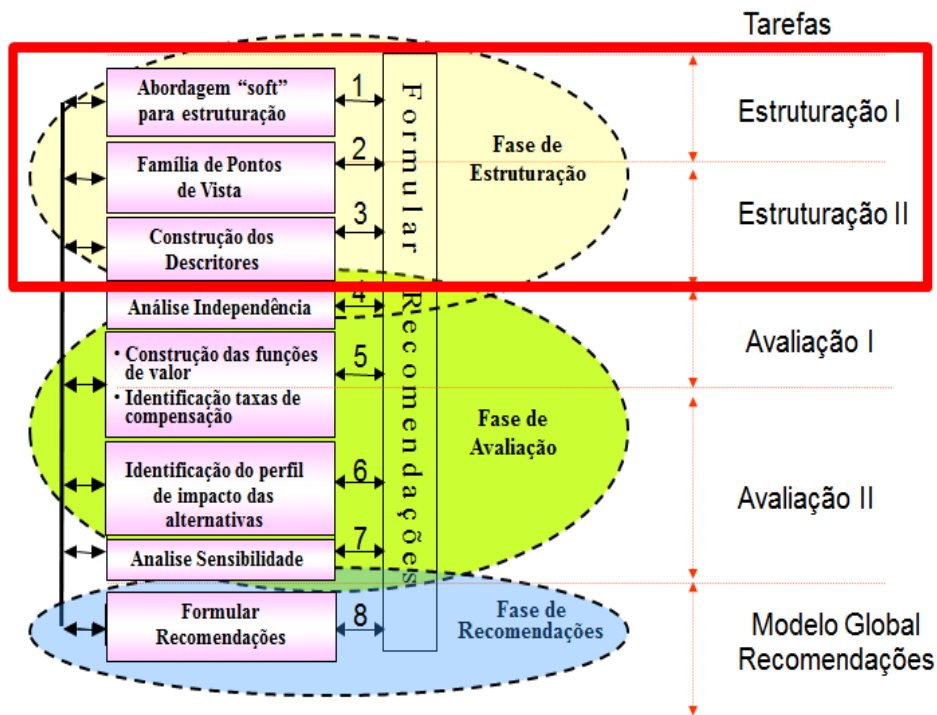 Tarefas
Abordagem “soft”
para estruturação
1
Família de Pontos
de Vista
2
Construção dos
Descritores
3
Análise Independência
4
• Construção das funções
de valor
• Identificação taxas de
compensação
5
Identificação do perfil
de impacto das
alternativas
6
Analise Sensibilidade
7
Formular
Recomendações
8
Formular Recomendações
Fase de
Estruturação
Fase de
Avaliação
Fase de
Recomendações
Estruturação I
Estruturação II
Avaliação I
Avaliação II
Modelo Global
Recomendações